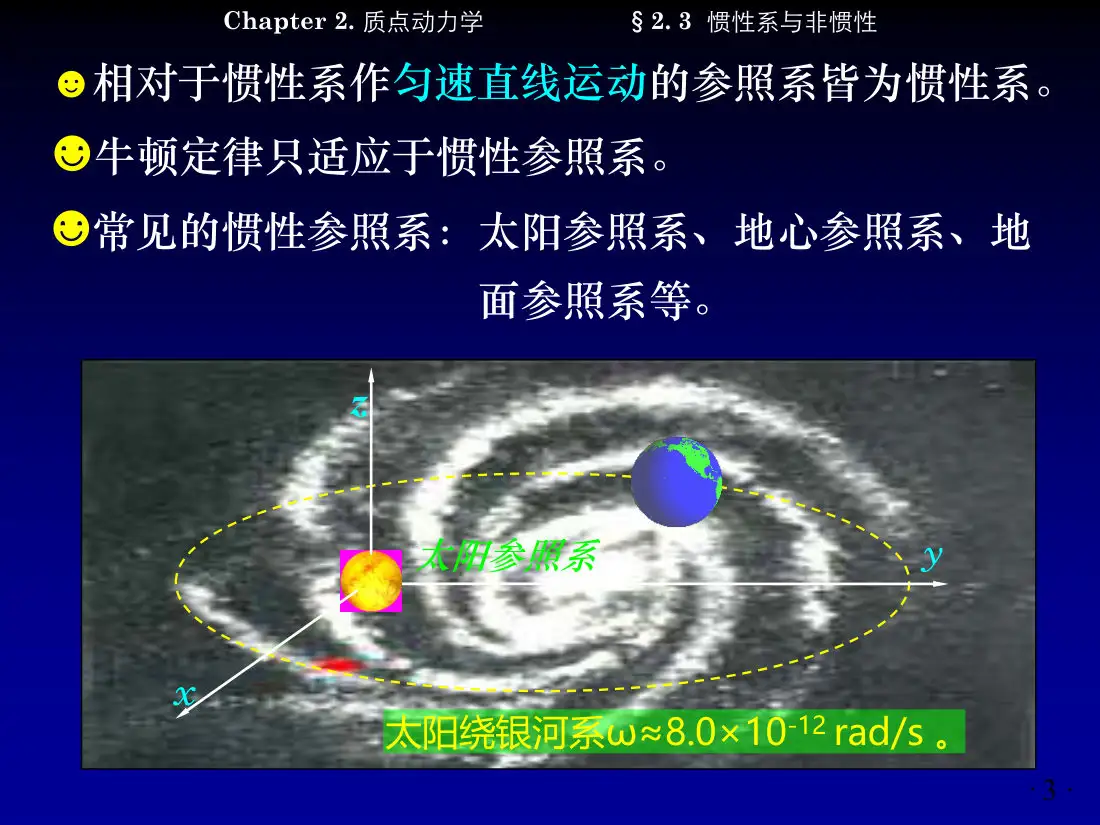 Chapter 2. 质点动力学 § 2. 3 惯性系与非惯性
相对于惯性系作匀速直线运动的参照系皆为惯性系。
牛顿定律只适应于惯性参照系。
常见的惯性参照系：太阳参照系、地心参照系、地
面参照系等。
z
太阳参照系
y
x
太阳绕银河系ω≈8.0×10⁻¹² rad/s 。
·3·